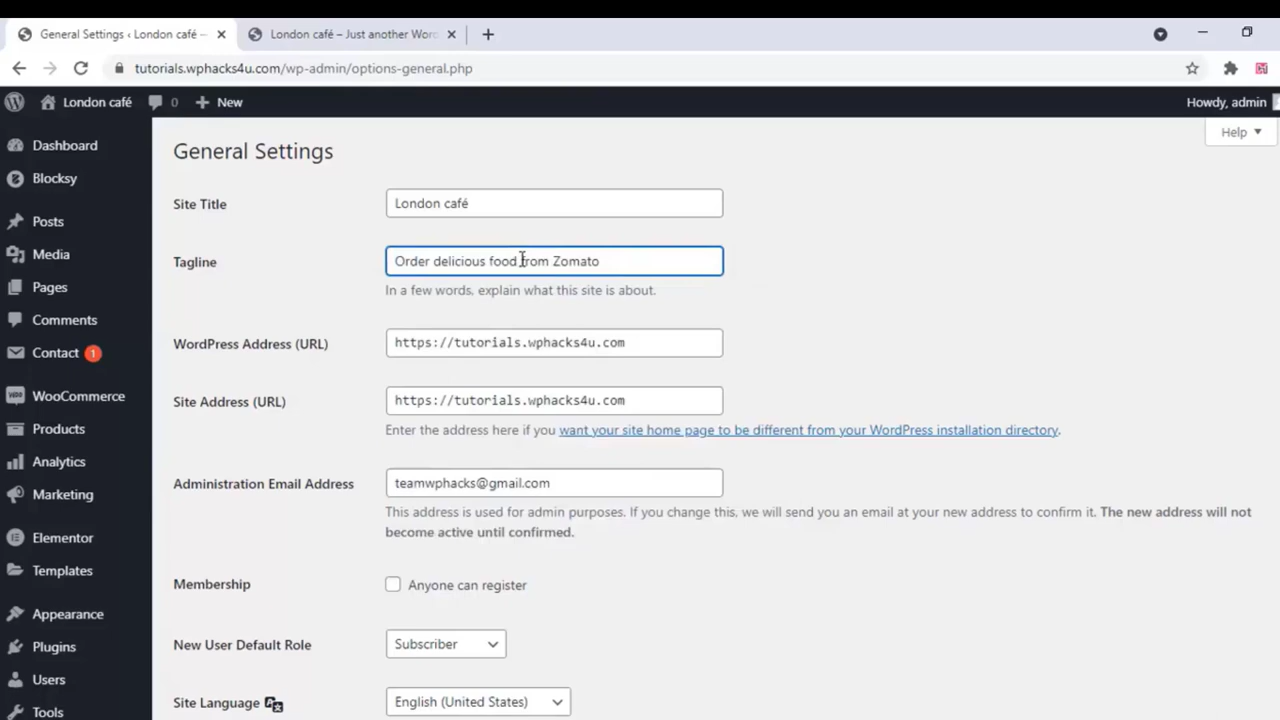 General Settings ‹ London café —
London café – Just another Wor
tutorials.wphacks4u.com/wp-admin/options-general.php
London café 0 New Howdy, admin
Help
Dashboard
Blocksy
Posts
Media
Pages
Comments
Contact 1
WooCommerce
Products
Analytics
Marketing
Elementor
Templates
Appearance
Plugins
Users
Tools
General Settings
Site Title London café
Tagline Order delicious food from Zomato
In a few words, explain what this site is about.
WordPress Address (URL) https://tutorials.wphacks4u.com
Site Address (URL) https://tutorials.wphacks4u.com
Enter the address here if you want your site home page to be different from your WordPress installation directory.
Administration Email Address teamwphacks@gmail.com
This address is used for admin purposes. If you change this, we will send you an email at your new address to confirm it. The new address will not
become active until confirmed.
Membership Anyone can register
New User Default Role Subscriber
Site Language English (United States)